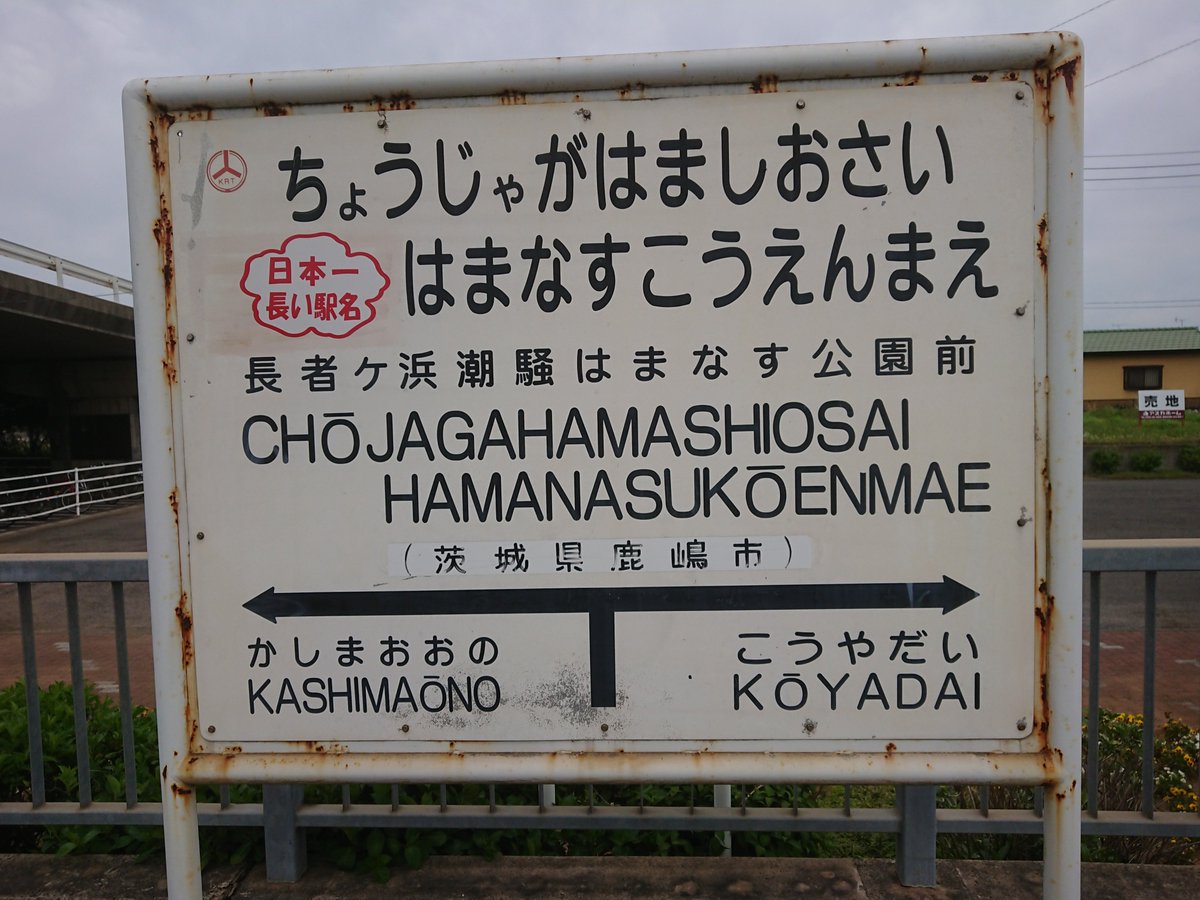 KRT
ちょうじゃがはましおさい
日本一
長い駅名
はまなすこうえんまえ
長者ケ浜潮騒はまなす公園前
CHŌJAGAHAMASHIOSAI
HAMANASUKŌENMAE
(茨城県鹿嶋市)
かしまおおの
KASHIMAŌNO
こうやだい
KŌYADAI
売地